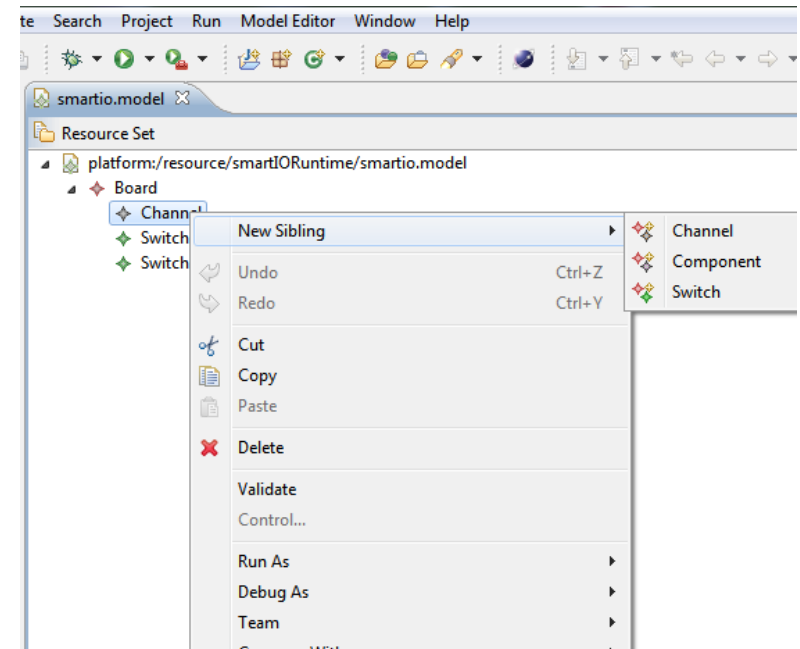 te Search Project Run Model Editor Window Help
smartio.model
Resource Set
platform:/resource/smartIORuntime/smartio.model
Board
Channel
Switch
Switch
New Sibling
Channel
Component
Switch
Undo Ctrl+Z
Redo Ctrl+Y
Cut
Copy
Paste
Delete
Validate
Control...
Run As
Debug As
Team